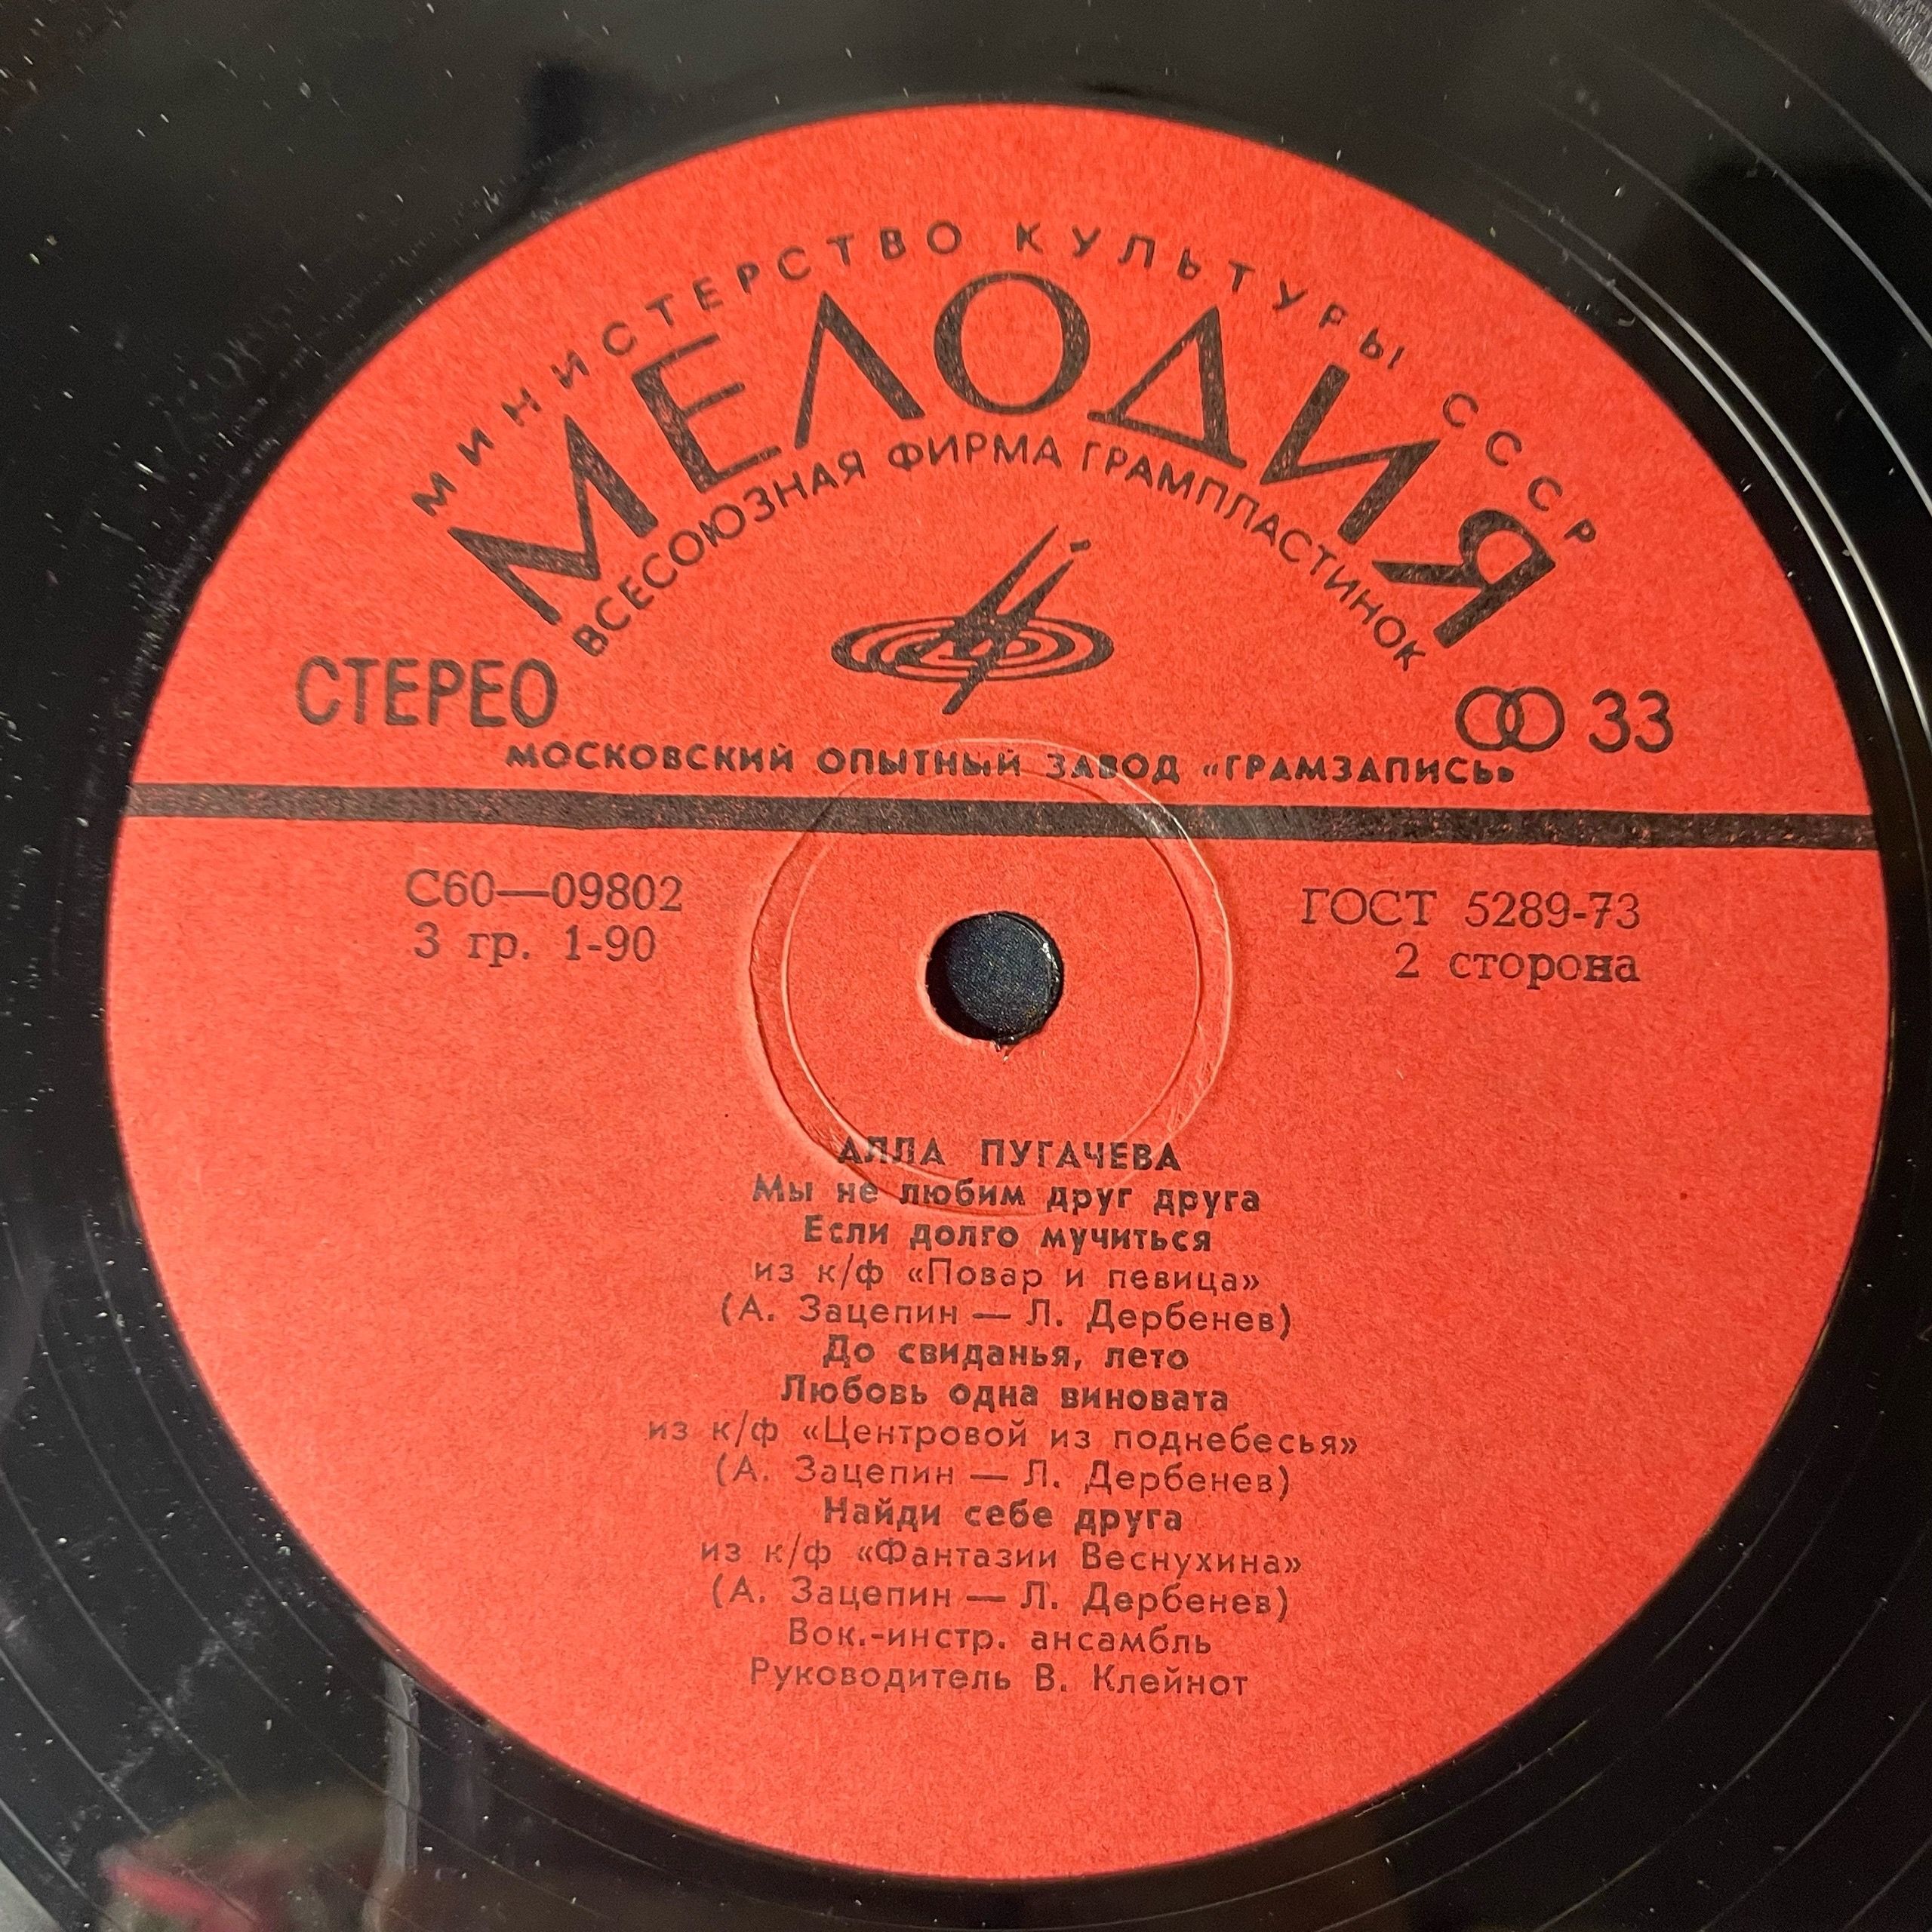 МИНИСТЕРСТВО КУЛЬТУРЫ СССР
МЕЛОДИЯ
ВСЕСОЮЗНАЯ ФИРМА ГРАМПЛАСТИНОК
СТЕРЕО
33
МОСКОВСКИЙ ОПЫТНЫЙ ЗАВОД «ГРАМЗАПИСЬ»
С60—09802
ГОСТ 5289-73
3 гр. 1-90
2 сторона
АЛЛА ПУГАЧЕВА
Мы не любим друг друга
Если долго мучиться
из к/ф «Повар и певица»
(А. Зацепин — Л. Дербенев)
До свиданья, лето
Любовь одна виновата
из к/ф «Центровой из поднебесья»
(А. Зацепин — Л. Дербенев)
Найди себе друга
из к/ф «Фантазии Веснухина»
(А. Зацепин — Л. Дербенев)
Вок.-инстр. ансамбль
Руководитель В. Клейнот